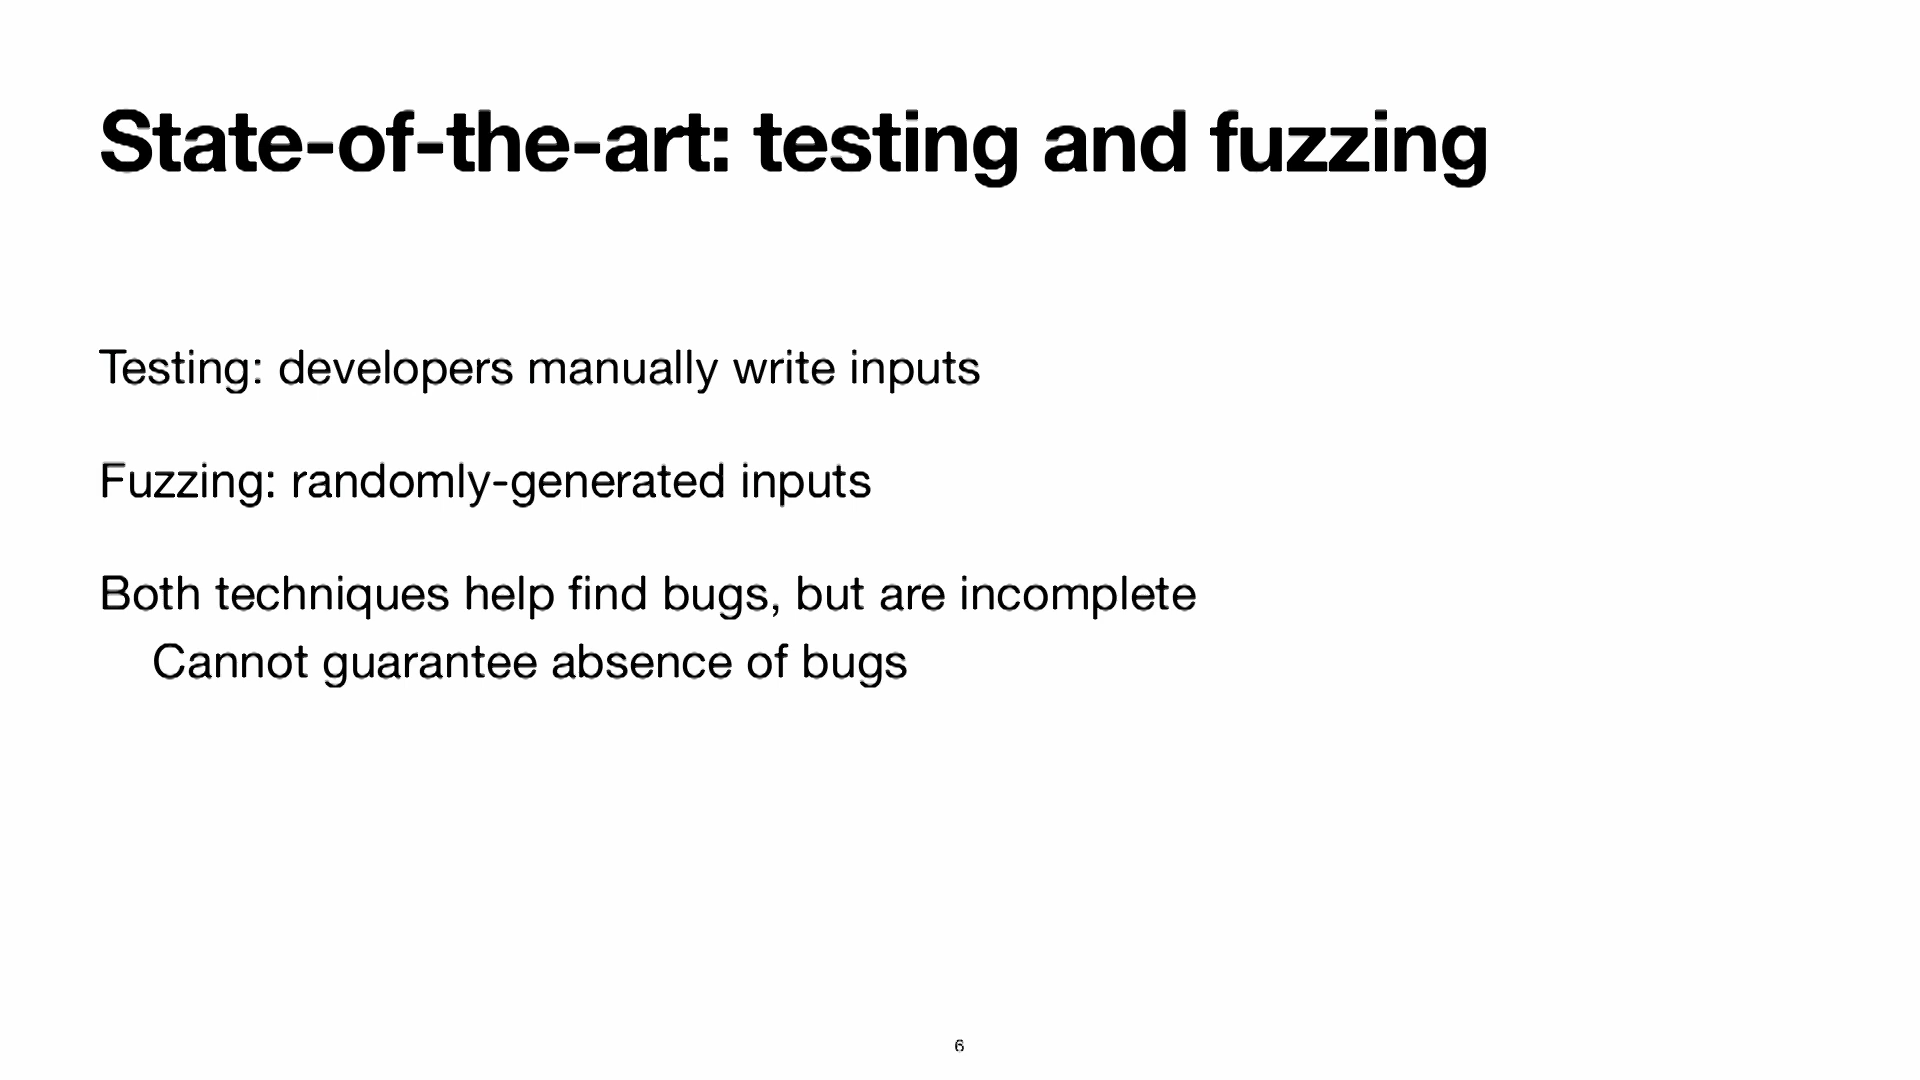 State-of-the-art: testing and fuzzing
Testing: developers manually write inputs
Fuzzing: randomly-generated inputs
Both techniques help find bugs, but are incomplete
Cannot guarantee absence of bugs
6